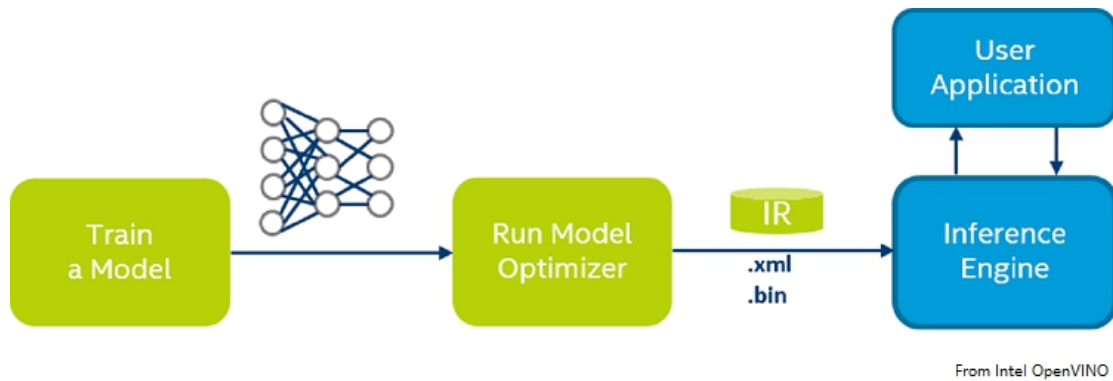 Train
a Model
Run Model
Optimizer
IR
.xml
.bin
User
Application
Inference
Engine
From Intel OpenVINO